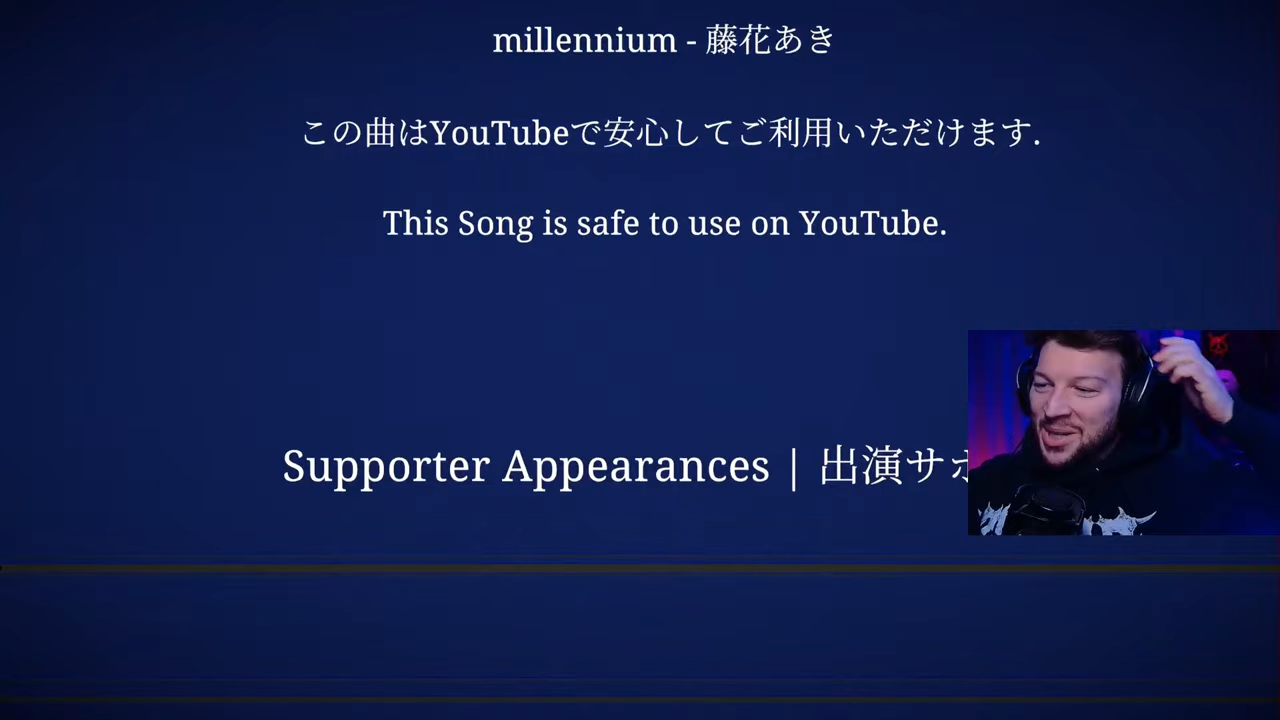 millennium - 藤花あき
この曲はYouTubeで安心してご利用いただけます.
This Song is safe to use on YouTube.
Supporter Appearances | 出演サポ